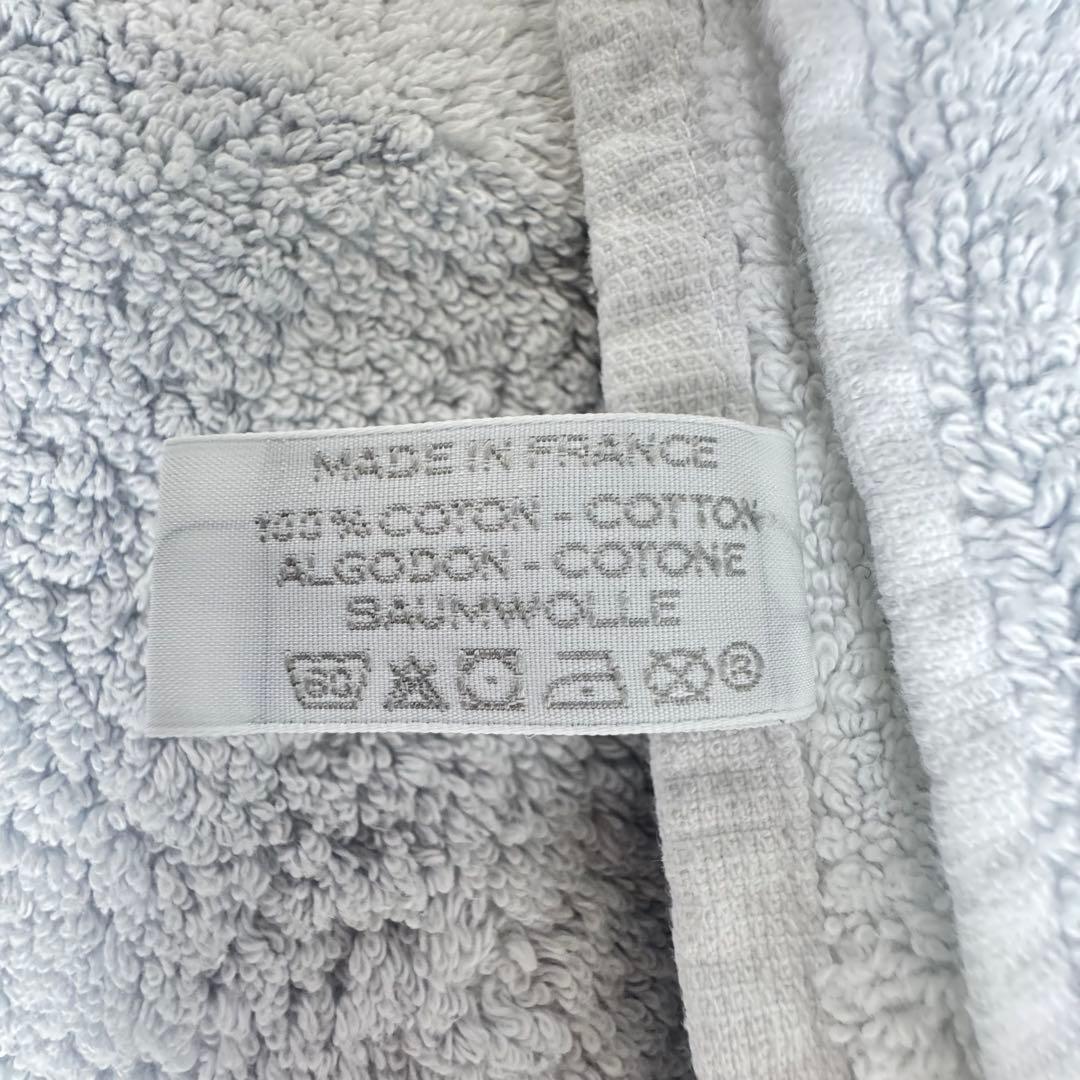 MADE IN FRANCE
100 % COTON - COTTON
ALGODON - COTONE
BAUMWOLLE
®